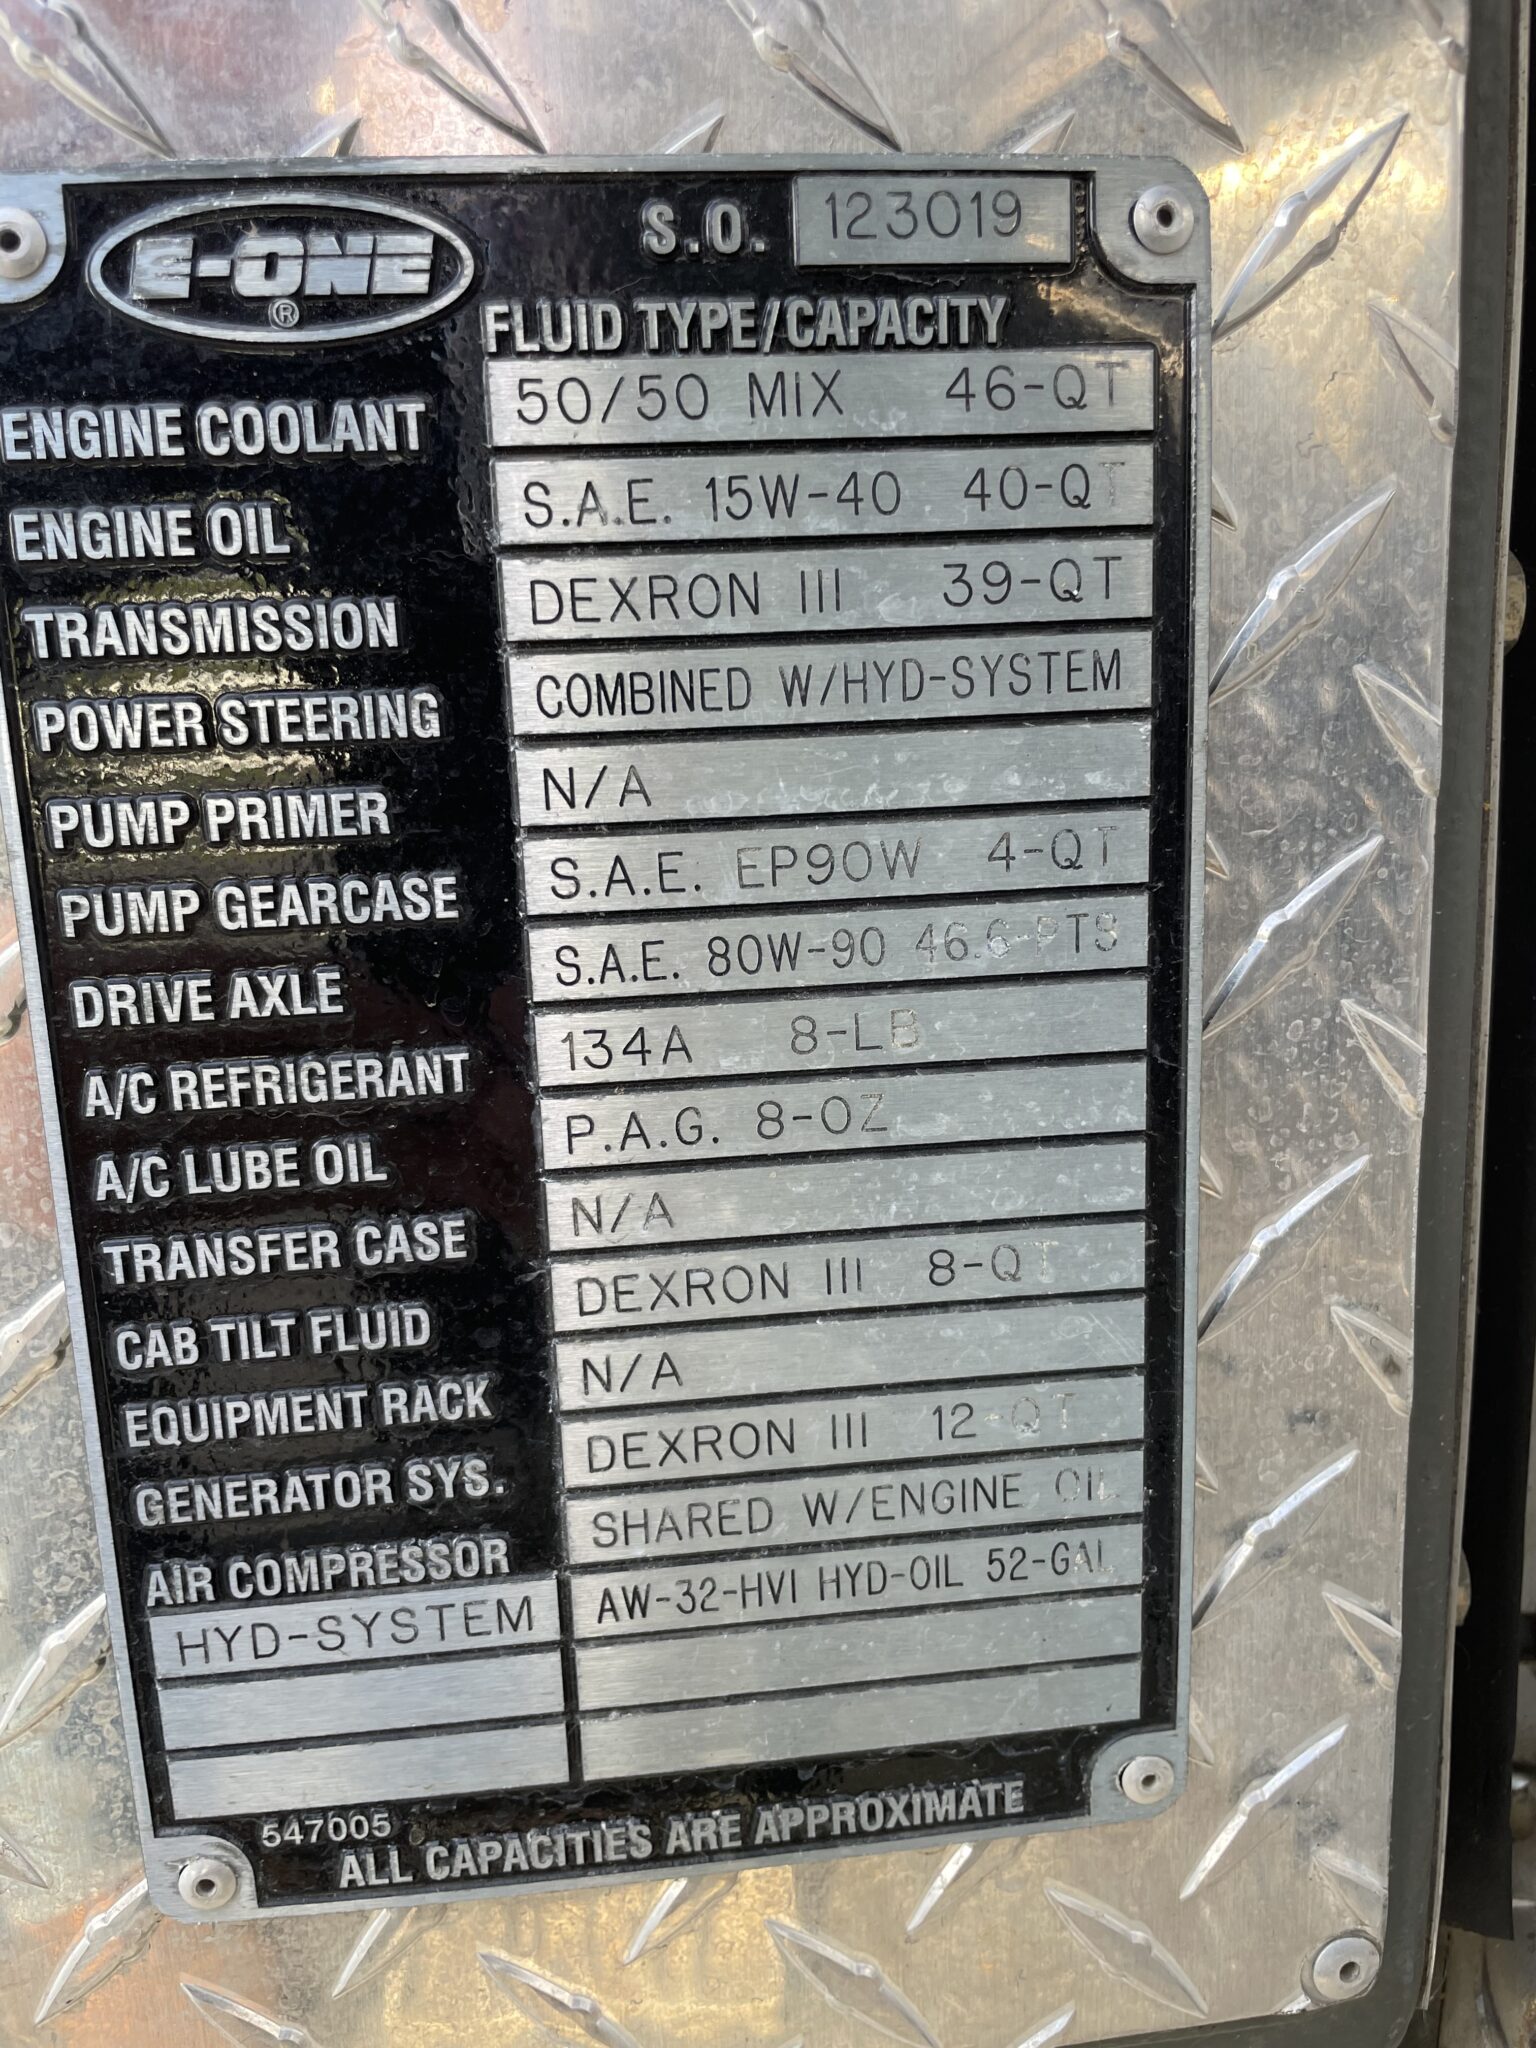 E-ONE ®
S.O. 123019
FLUID TYPE/CAPACITY
ENGINE COOLANT 50/50 MIX 46-QT
ENGINE OIL S.A.E. 15W-40 40-QT
TRANSMISSION DEXRON III 39-QT
POWER STEERING COMBINED W/HYD-SYSTEM
PUMP PRIMER N/A
PUMP GEARCASE S.A.E. EP90W 4-QT
DRIVE AXLE S.A.E. 80W-90 46.6-PTS
A/C REFRIGERANT 134A 8-LB
A/C LUBE OIL P.A.G. 8-OZ
TRANSFER CASE N/A
CAB TILT FLUID DEXRON III 8-QT
EQUIPMENT RACK N/A
GENERATOR SYS. DEXRON III 12-QT
AIR COMPRESSOR SHARED W/ENGINE OIL
HYD-SYSTEM AW-32-HVI HYD-OIL 52-GAL
547005
ALL CAPACITIES ARE APPROXIMATE